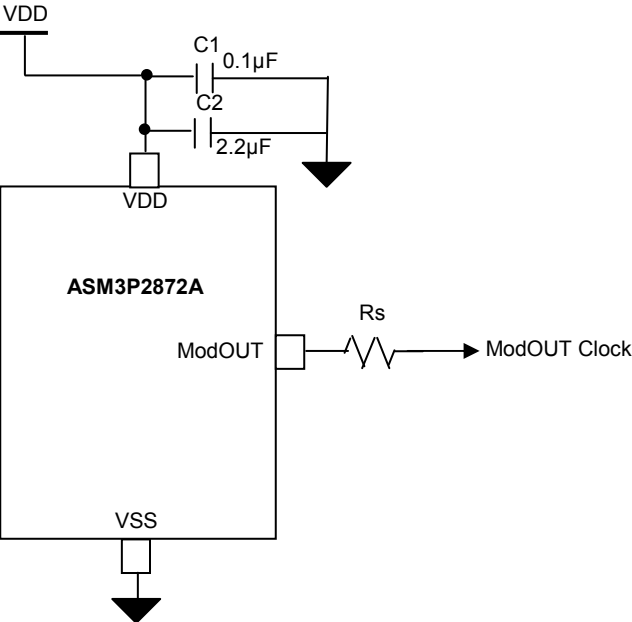 VDD
C1
0.1µF
C2
2.2µF
VDD
ASM3P2872A
Rs
ModOUT
ModOUT Clock
VSS